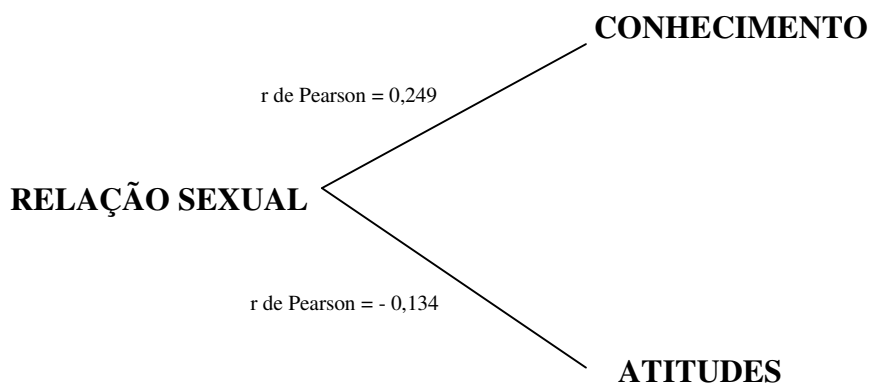 CONHECIMENTO
r de Pearson = 0,249
RELAÇÃO SEXUAL
r de Pearson = - 0,134
ATITUDES